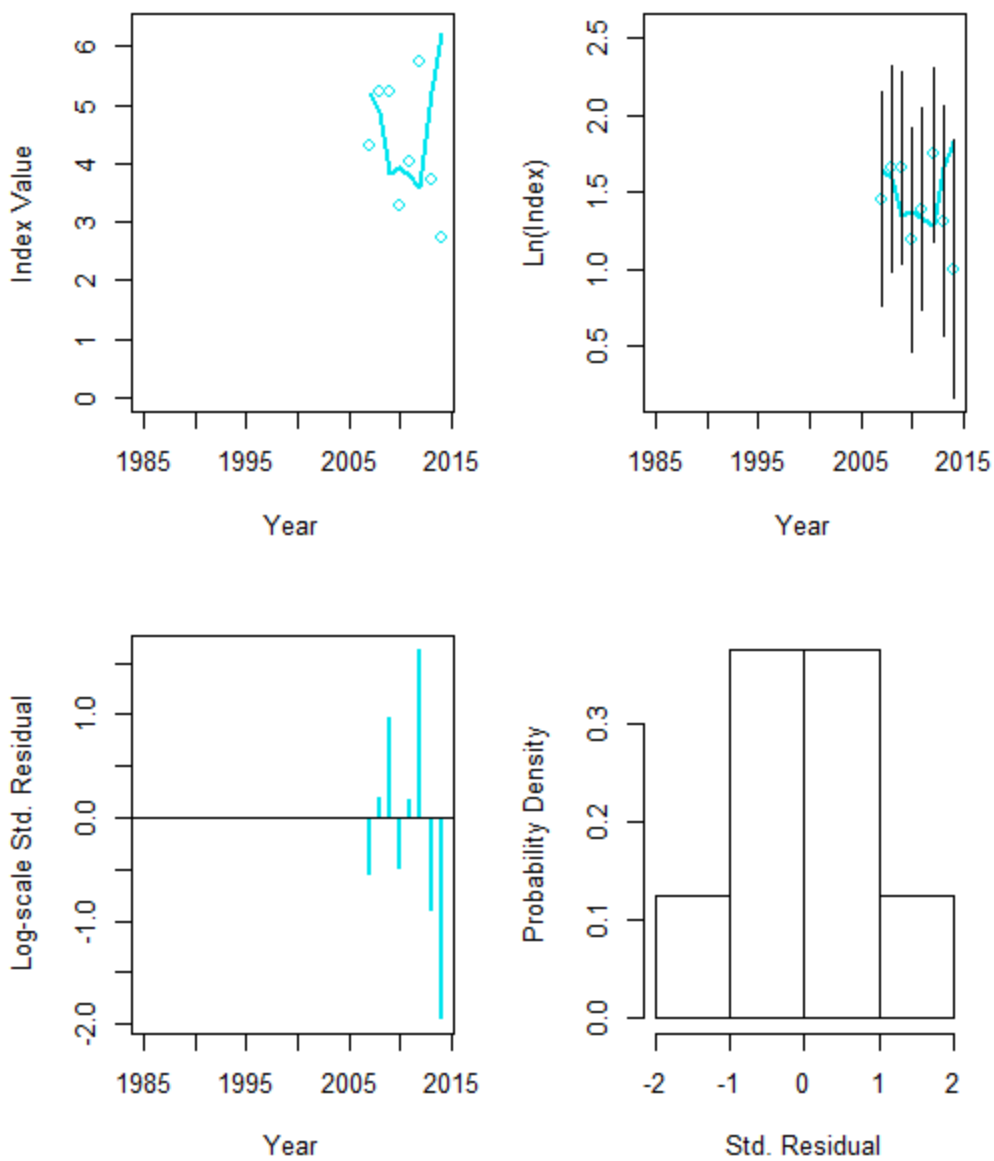 Index Value
6
5
4
3
2
1
0
1985 1995 2005 2015
Year
Ln(Index)
2.5
2.0
1.5
1.0
0.5
1985 1995 2005 2015
Year
Log-scale Std. Residual
1.0
0.0
-1.0
-2.0
1985 1995 2005 2015
Year
Probability Density
0.3
0.2
0.1
0.0
-2 -1 0 1 2
Std. Residual